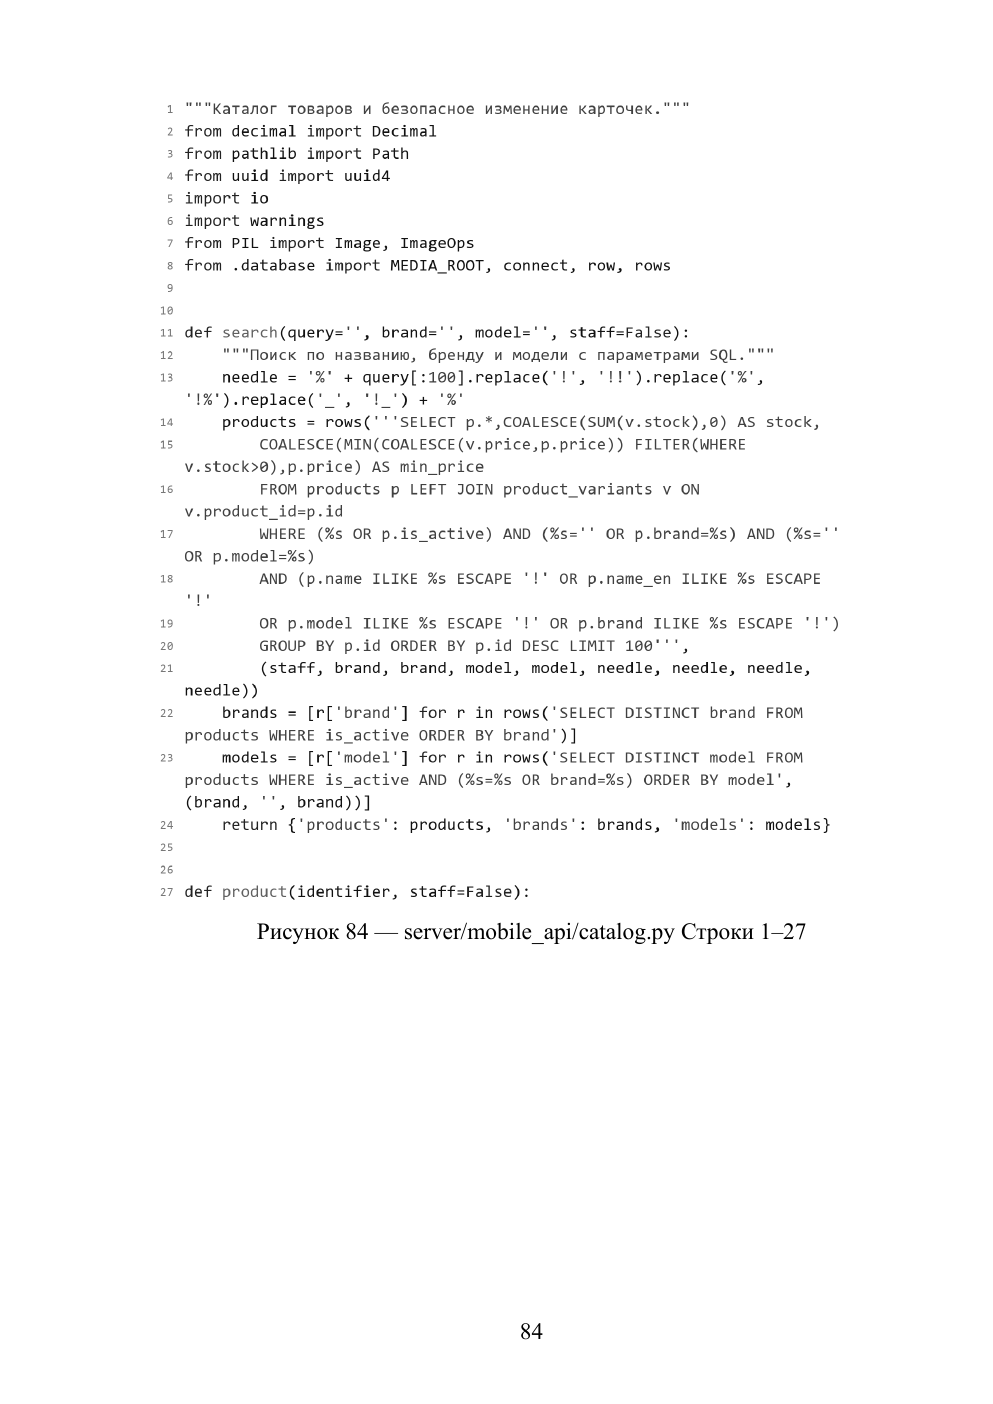 1 """Каталог товаров и безопасное изменение карточек."""
2 from decimal import Decimal
3 from pathlib import Path
4 from uuid import uuid4
5 import io
6 import warnings
7 from PIL import Image, ImageOps
8 from .database import MEDIA_ROOT, connect, row, rows
9
10
11 def search(query='', brand='', model='', staff=False):
12     """Поиск по названию, бренду и модели с параметрами SQL."""
13     needle = '%' + query[:100].replace('!', '!!').replace('%',
'!%').replace('_', '!_') + '%'
14     products = rows('''SELECT p.*,COALESCE(SUM(v.stock),0) AS stock,
15         COALESCE(MIN(COALESCE(v.price,p.price)) FILTER(WHERE
v.stock>0),p.price) AS min_price
16         FROM products p LEFT JOIN product_variants v ON
v.product_id=p.id
17         WHERE (%s OR p.is_active) AND (%s='' OR p.brand=%s) AND (%s=''
OR p.model=%s)
18         AND (p.name ILIKE %s ESCAPE '!' OR p.name_en ILIKE %s ESCAPE
'!'
19         OR p.model ILIKE %s ESCAPE '!' OR p.brand ILIKE %s ESCAPE '!')
20         GROUP BY p.id ORDER BY p.id DESC LIMIT 100''',
21         (staff, brand, brand, model, model, needle, needle, needle,
needle))
22     brands = [r['brand'] for r in rows('SELECT DISTINCT brand FROM
products WHERE is_active ORDER BY brand')]
23     models = [r['model'] for r in rows('SELECT DISTINCT model FROM
products WHERE is_active AND (%s=%s OR brand=%s) ORDER BY model',
(brand, '', brand))]
24     return {'products': products, 'brands': brands, 'models': models}
25
26
27 def product(identifier, staff=False):
Рисунок 84 — server/mobile_api/catalog.py Строки 1–27
84